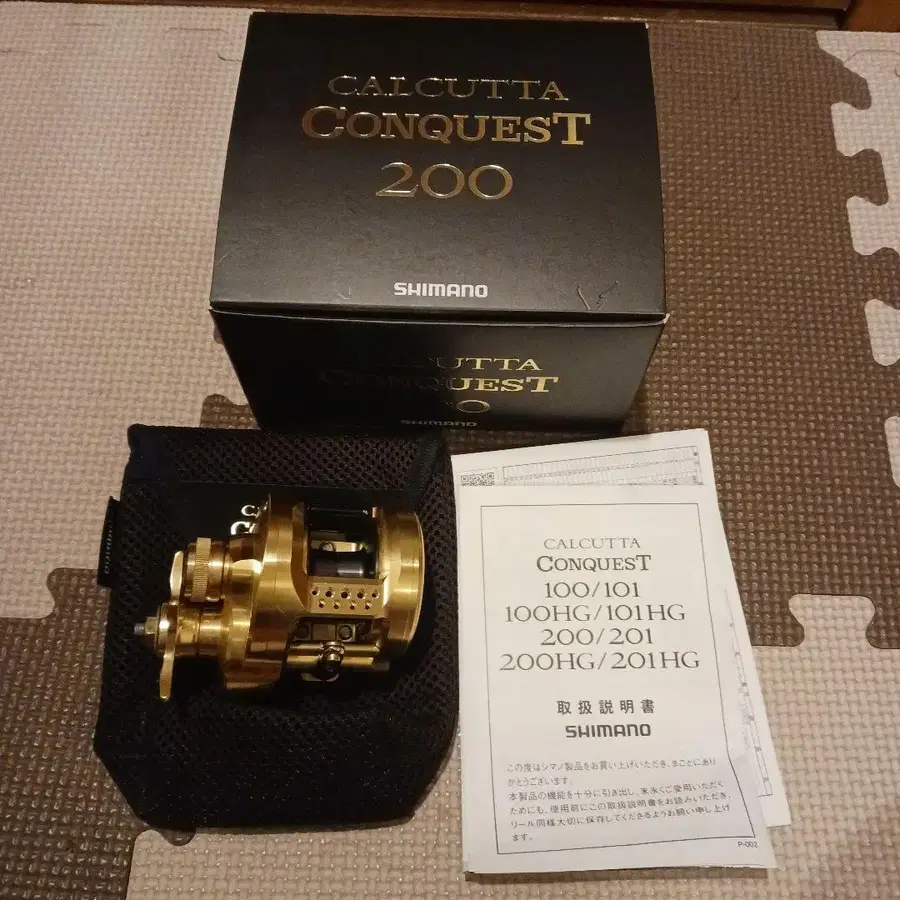 CALCUTTA
CONQUEST
200
SHIMANO
CALCUTTA
CONQUEST
SHIMANO
CALCUTTA
CONQUEST
100/101
100HG/101HG
200/201
200HG/201HG
取扱説明書
SHIMANO
この度はシマノ製品をお買い上げいただき、まことにあり
がとうございます。
本製品の機能を十分に引き出し、末永くご愛用いただく
ためにも、使用前にこの取扱説明書をお読みいただき、
リール同様大切に保存してくださるようお願い申し上げ
ます。
P-002